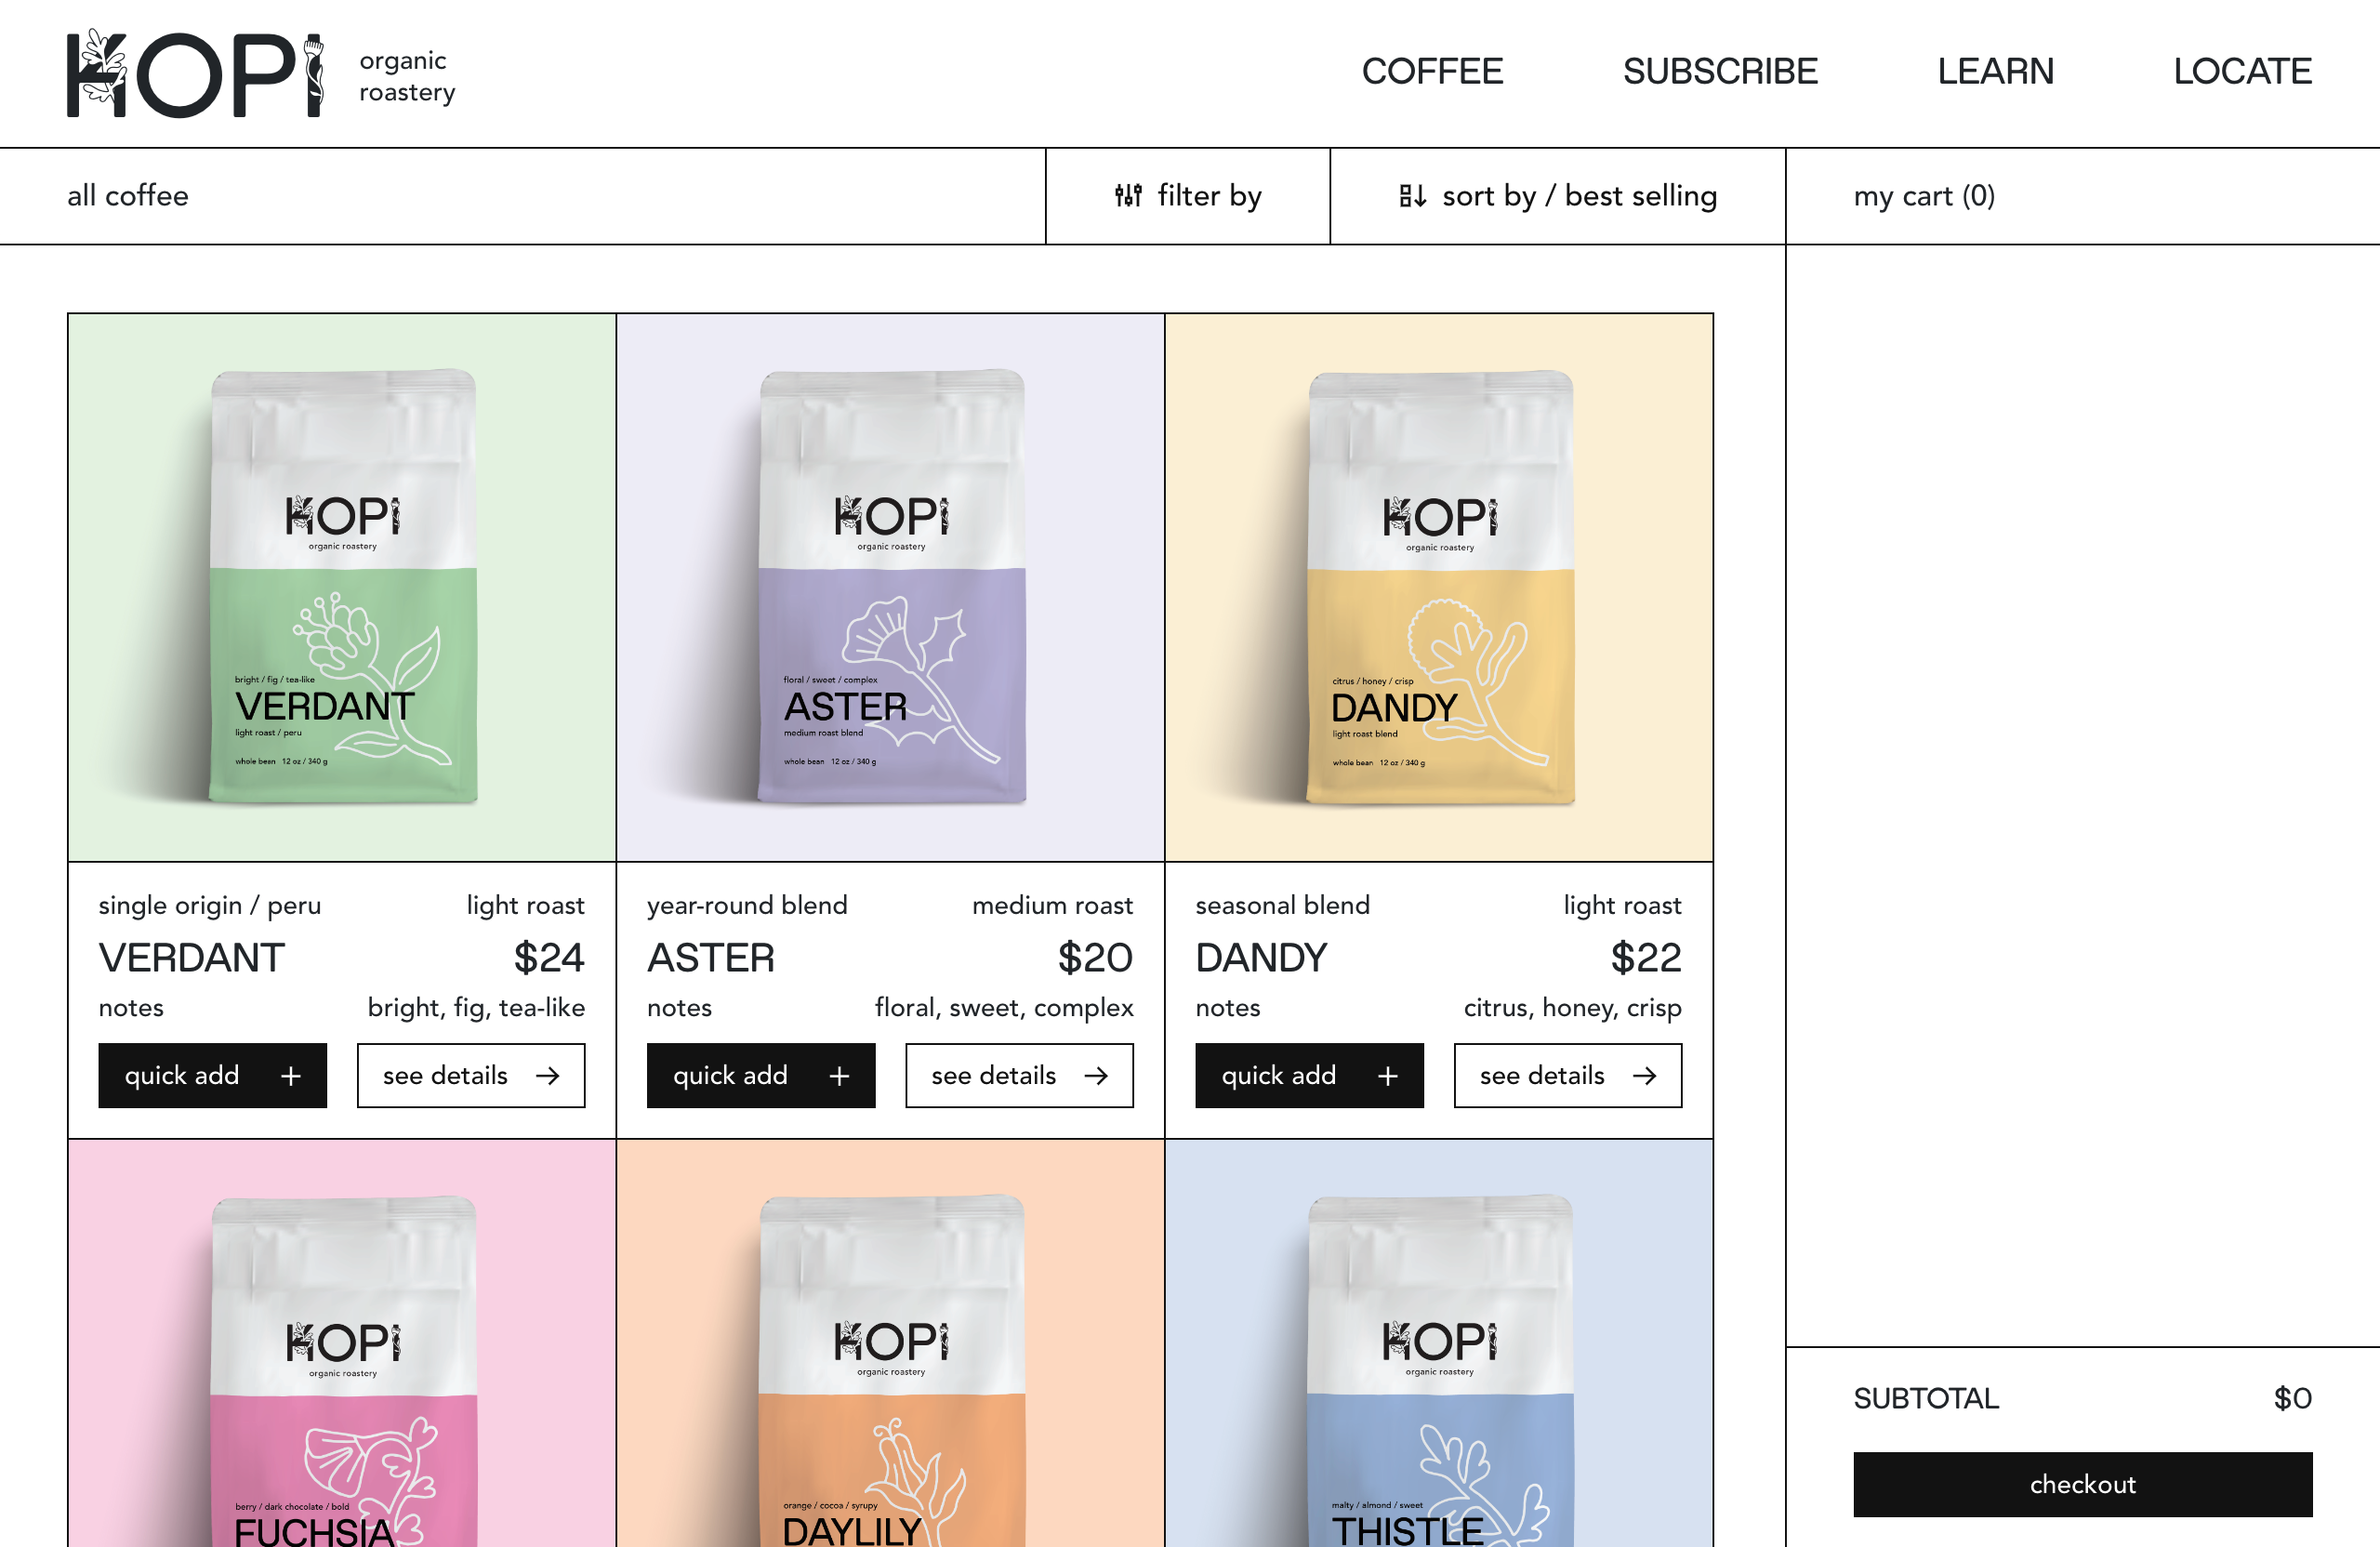 KOPI
organic
roastery
COFFEE
SUBSCRIBE
LEARN
LOCATE
all coffee
filter by
sort by / best selling
my cart (0)
KOPI
organic roastery
bright / fig / tea-like
VERDANT
light roast / peru
whole bean 12 oz / 340 g
KOPI
organic roastery
floral / sweet / complex
ASTER
medium roast blend
whole bean 12 oz / 340 g
KOPI
organic roastery
citrus / honey / crisp
DANDY
light roast blend
whole bean 12 oz / 340 g
single origin / peru light roast
VERDANT $24
notes bright, fig, tea-like
quick add + see details →
year-round blend medium roast
ASTER $20
notes floral, sweet, complex
quick add + see details →
seasonal blend light roast
DANDY $22
notes citrus, honey, crisp
quick add + see details →
KOPI
organic roastery
berry / dark chocolate / bold
FUCHSIA
KOPI
organic roastery
orange / cocoa / syrupy
DAYLILY
KOPI
organic roastery
malty / almond / sweet
THISTLE
SUBTOTAL $0
checkout